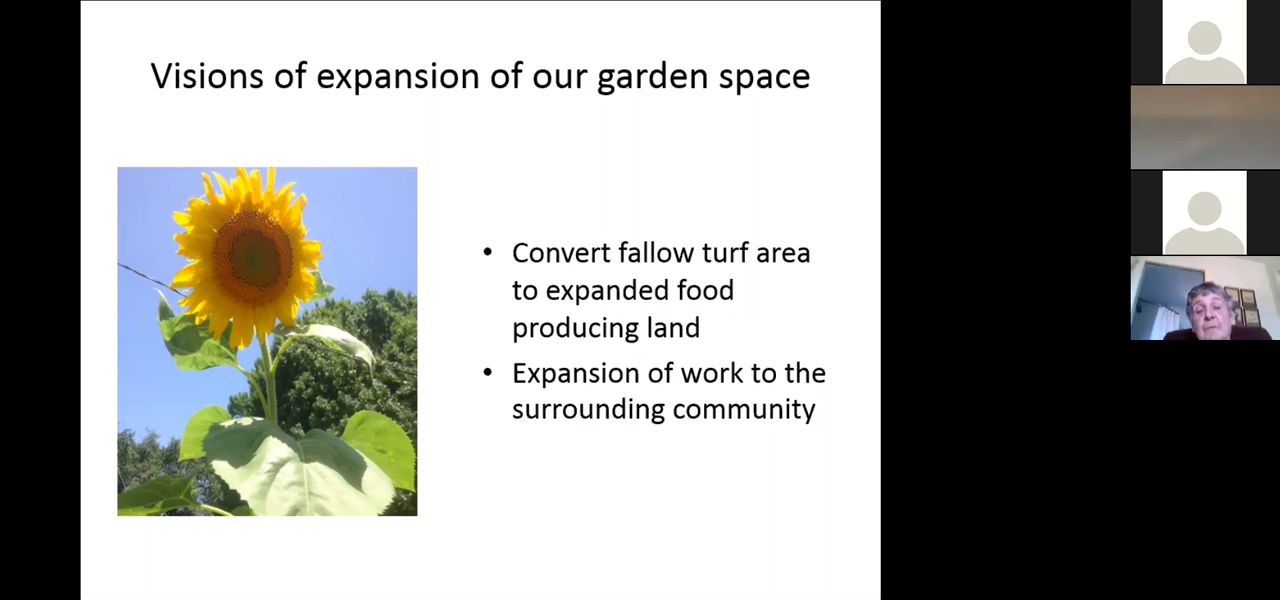 Visions of expansion of our garden space
• Convert fallow turf area
to expanded food
producing land
• Expansion of work to the
surrounding community